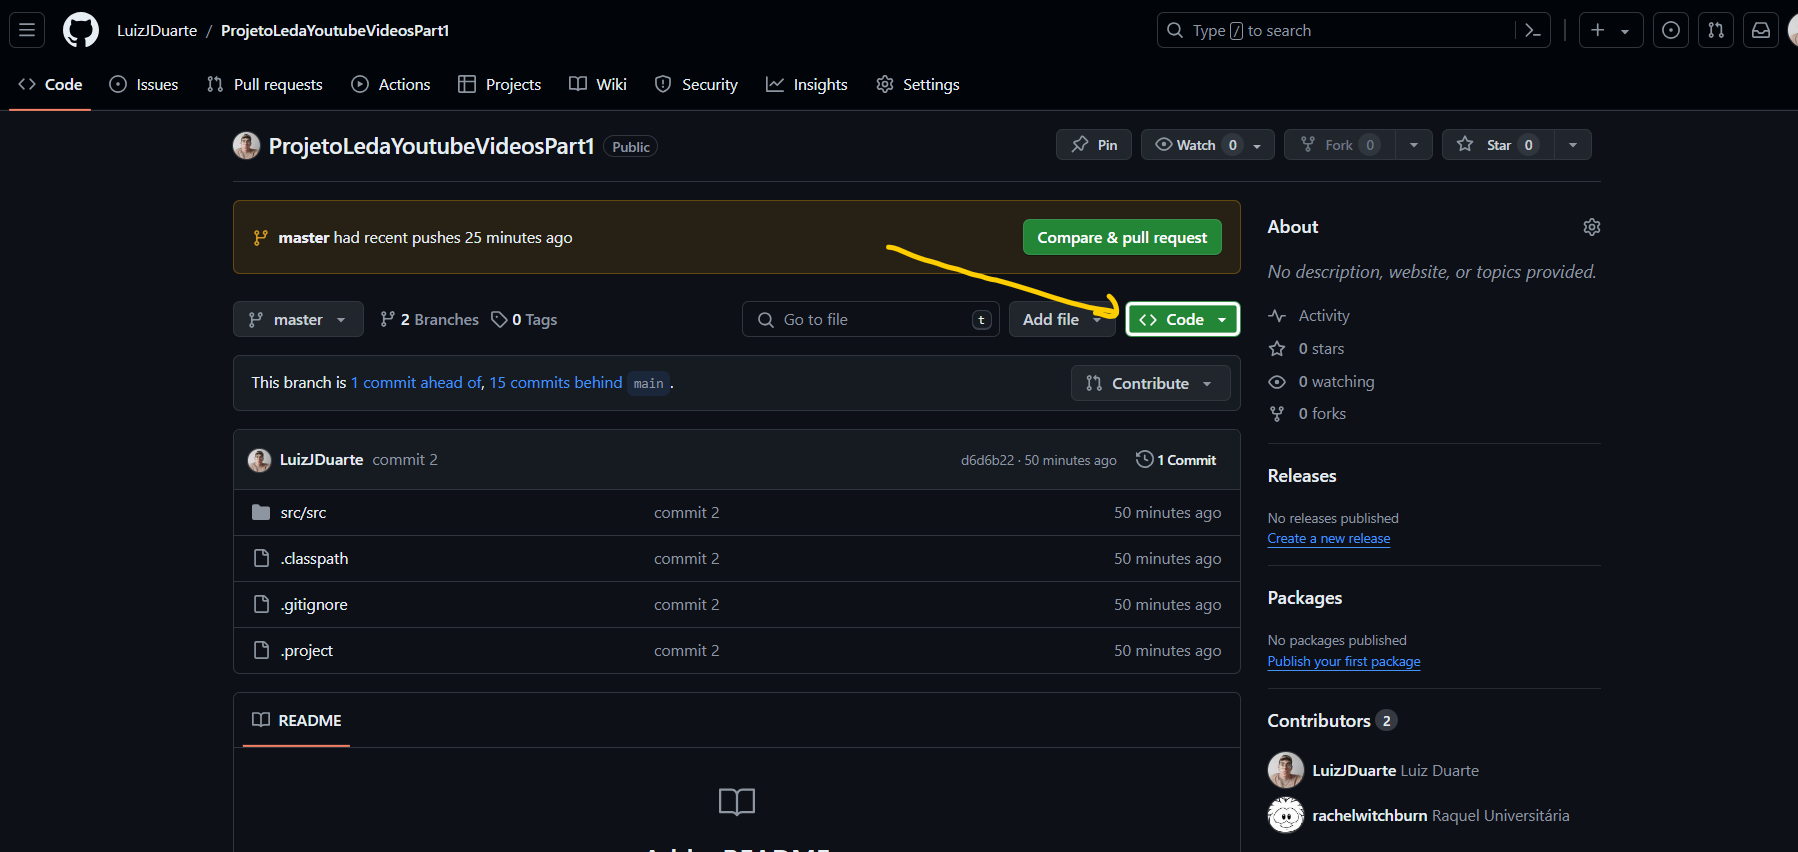 LuizJDuarte / ProjetoLedaYoutubeVideosPart1
Type / to search
Code Issues Pull requests Actions Projects Wiki Security Insights Settings
ProjetoLedaYoutubeVideosPart1 Public
Pin Watch 0 Fork 0 Star 0
master had recent pushes 25 minutes ago
Compare & pull request
master 2 Branches 0 Tags
Go to file t Add file Code
This branch is 1 commit ahead of, 15 commits behind main .
Contribute
LuizJDuarte commit 2 d6d6b22 · 50 minutes ago 1 Commit
src/src commit 2 50 minutes ago
.classpath commit 2 50 minutes ago
.gitignore commit 2 50 minutes ago
.project commit 2 50 minutes ago
README
About
No description, website, or topics provided.
Activity
0 stars
0 watching
0 forks
Releases
No releases published
Create a new release
Packages
No packages published
Publish your first package
Contributors 2
LuizJDuarte Luiz Duarte
rachelwitchburn Raquel Universitária